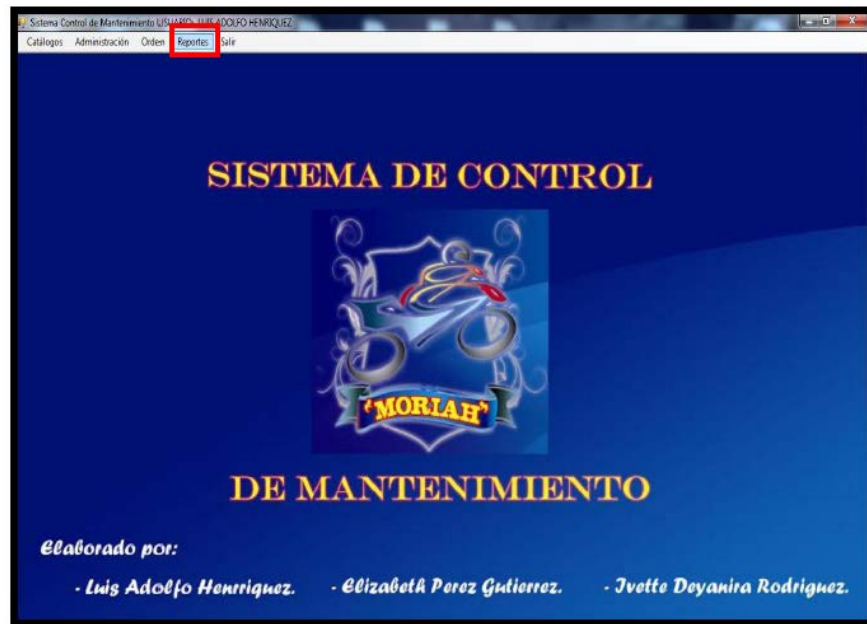 Sistema Control de Mantenimiento USUARIO: LUIS ADOLFO HENRIQUEZ
Catálogos Administración Orden Reportes Salir
SISTEMA DE CONTROL
"MORIAH"
DE MANTENIMIENTO
Elaborado por:
- Luis Adolfo Henrriquez. - Elizabeth Perez Gutierrez. - Ivette Deyanira Rodriguez.